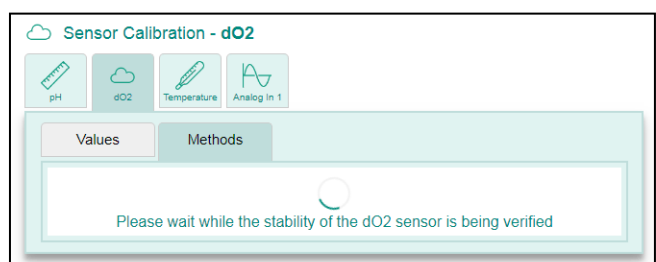 Sensor Calibration - dO2
pH
dO2
Temperature
Analog In 1
Values
Methods
Please wait while the stability of the dO2 sensor is being verified